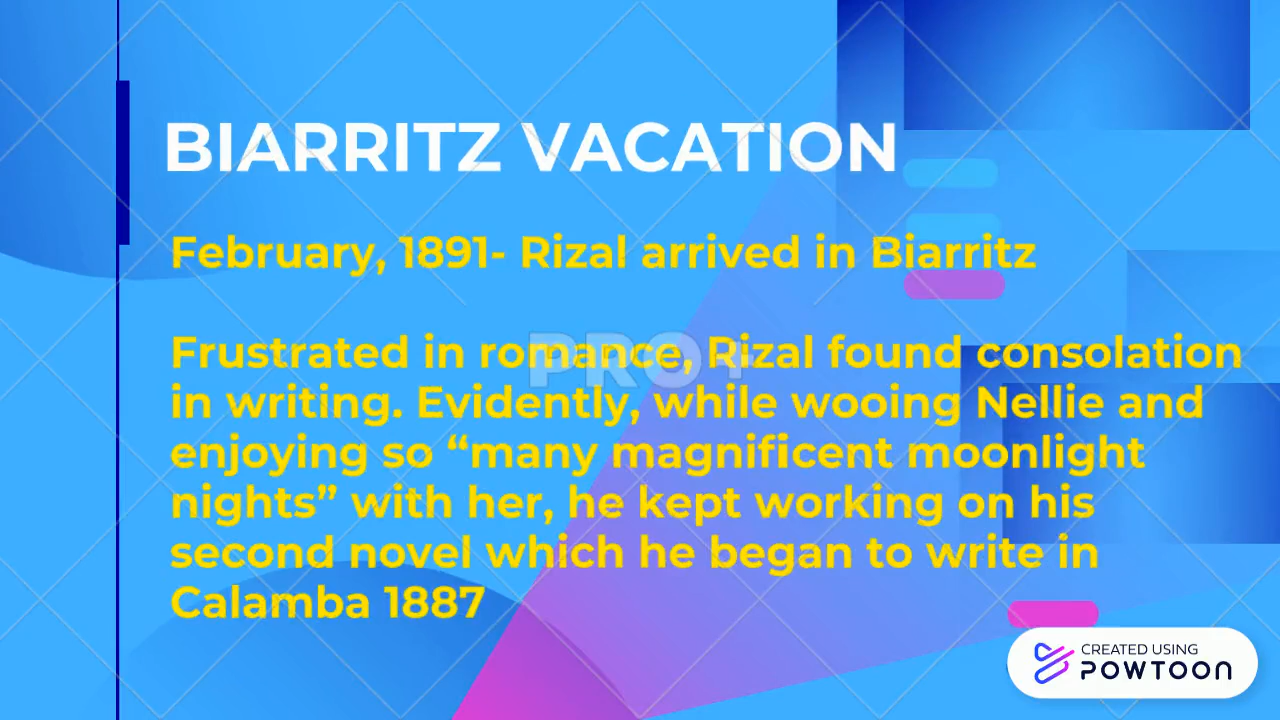 BIARRITZ VACATION
February, 1891- Rizal arrived in Biarritz
Frustrated in romance, Rizal found consolation
in writing. Evidently, while wooing Nellie and
enjoying so “many magnificent moonlight
nights” with her, he kept working on his
second novel which he began to write in
Calamba 1887
PRO+
CREATED USING
POWTOON